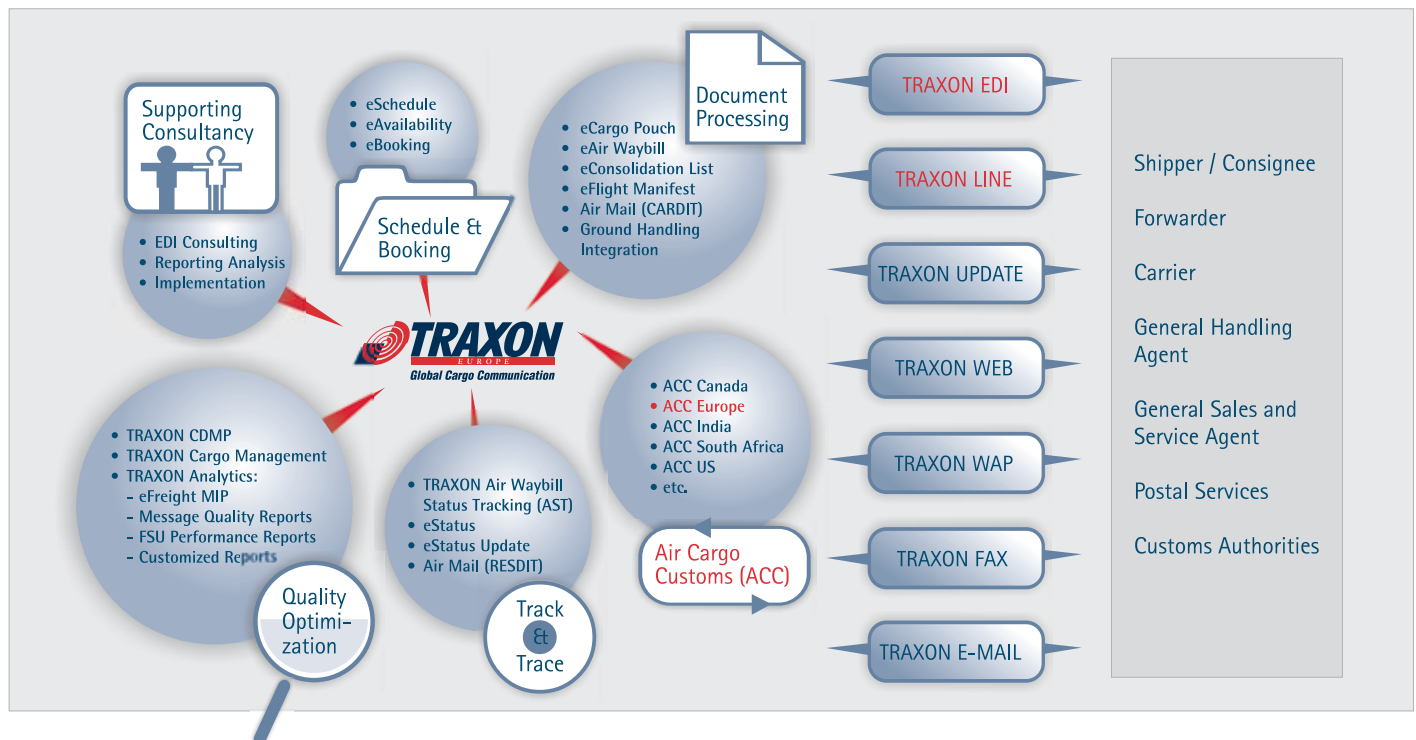 Supporting
Consultancy
• EDI Consulting
• Reporting Analysis
• Implementation
• eSchedule
• eAvailability
• eBooking
Schedule &
Booking
Document
Processing
• eCargo Pouch
• eAir Waybill
• eConsolidation List
• eFlight Manifest
• Air Mail (CARDIT)
• Ground Handling
Integration
TRAXON
EUROPE
Global Cargo Communication
• TRAXON CDMP
• TRAXON Cargo Management
• TRAXON Analytics:
- eFreight MIP
- Message Quality Reports
- FSU Performance Reports
- Customized Reports
Quality
Optimi-
zation
• TRAXON Air Waybill
Status Tracking (AST)
• eStatus
• eStatus Update
• Air Mail (RESDIT)
Track
&
Trace
• ACC Canada
• ACC Europe
• ACC India
• ACC South Africa
• ACC US
• etc.
Air Cargo
Customs (ACC)
TRAXON EDI
TRAXON LINE
TRAXON UPDATE
TRAXON WEB
TRAXON WAP
TRAXON FAX
TRAXON E-MAIL
Shipper / Consignee
Forwarder
Carrier
General Handling
Agent
General Sales and
Service Agent
Postal Services
Customs Authorities